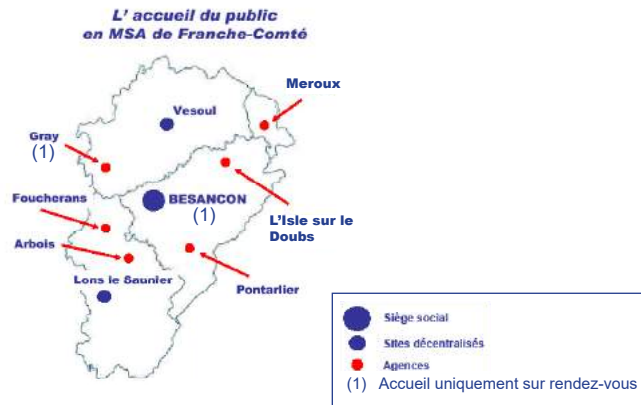 L' accueil du public
en MSA de Franche-Comté
Meroux
Vesoul
Gray
(1)
Foucherans
BESANCON
(1)
L'Isle sur le
Doubs
Arbois
Lons le Saunier
Pontarlier
Siège social
Sites décentralisés
Agences
(1) Accueil uniquement sur rendez-vous